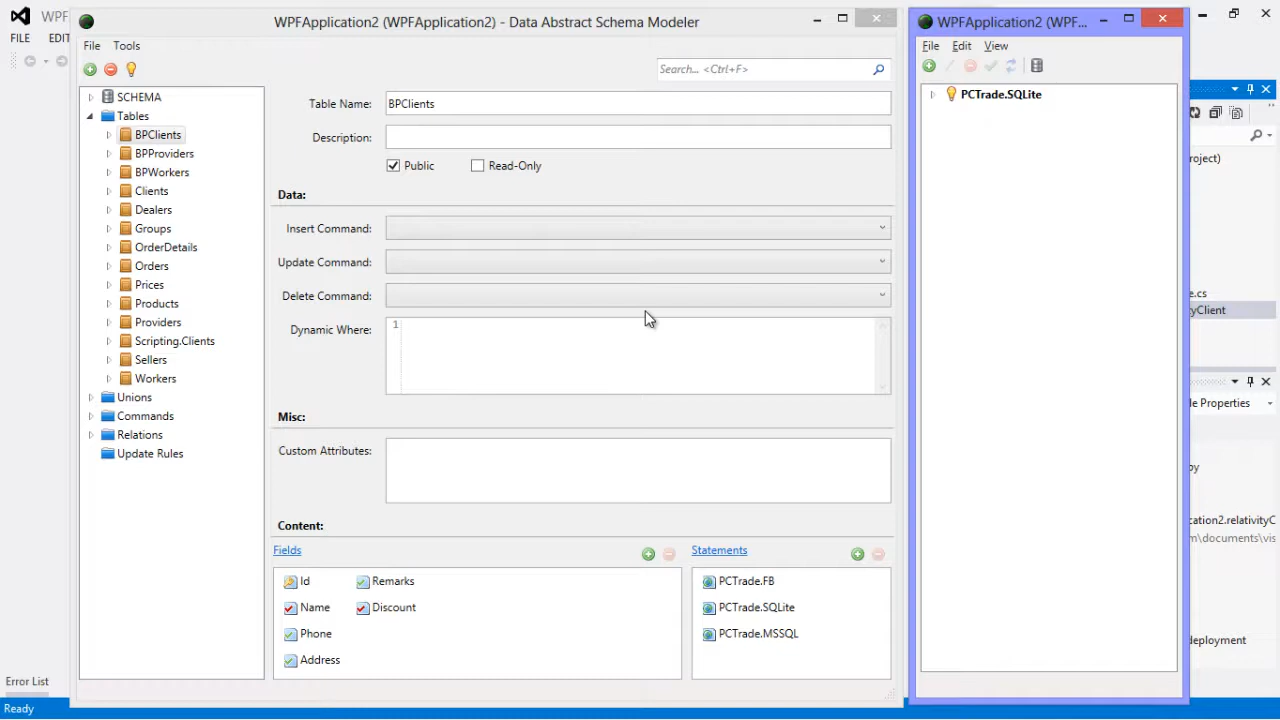 WPF
FILE
EDIT
WPFApplication2 (WPFApplication2) - Data Abstract Schema Modeler
File Tools
Search... <Ctrl+F>
SCHEMA
Tables
BPClients
BPProviders
BPWorkers
Clients
Dealers
Groups
OrderDetails
Orders
Prices
Products
Providers
Scripting.Clients
Sellers
Workers
Unions
Commands
Relations
Update Rules
Table Name: BPClients
Description:
Public Read-Only
Data:
Insert Command:
Update Command:
Delete Command:
Dynamic Where: 1
Misc:
Custom Attributes:
Content:
Fields
Id Remarks
Name Discount
Phone
Address
Statements
PCTrade.FB
PCTrade.SQLite
PCTrade.MSSQL
WPFApplication2 (WPF...
File Edit View
PCTrade.SQLite
roject)
e.cs
yClient
le Properties
by
ication2.relativityC
m\documents\vis
deployment
Error List
Ready